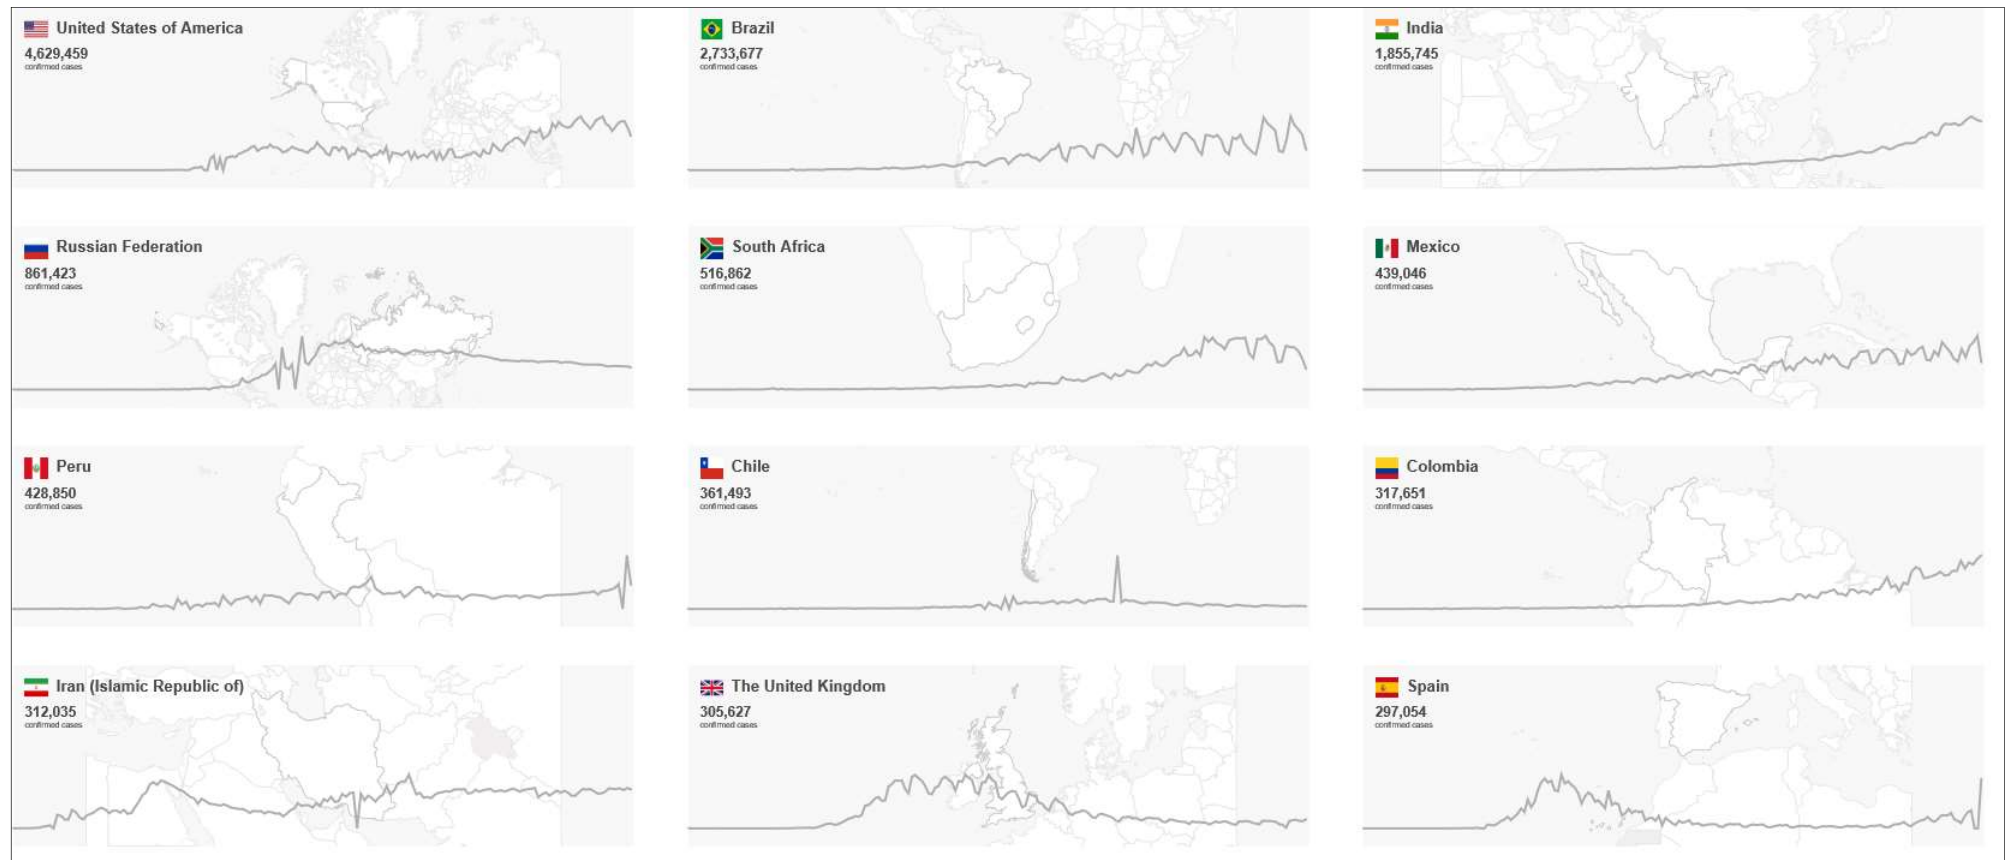 United States of America
4,629,459
confirmed cases
Brazil
2,733,677
confirmed cases
India
1,855,745
confirmed cases
Russian Federation
861,423
confirmed cases
South Africa
516,862
confirmed cases
Mexico
439,046
confirmed cases
Peru
428,850
confirmed cases
Chile
361,493
confirmed cases
Colombia
317,651
confirmed cases
Iran (Islamic Republic of)
312,035
confirmed cases
The United Kingdom
305,627
confirmed cases
Spain
297,054
confirmed cases